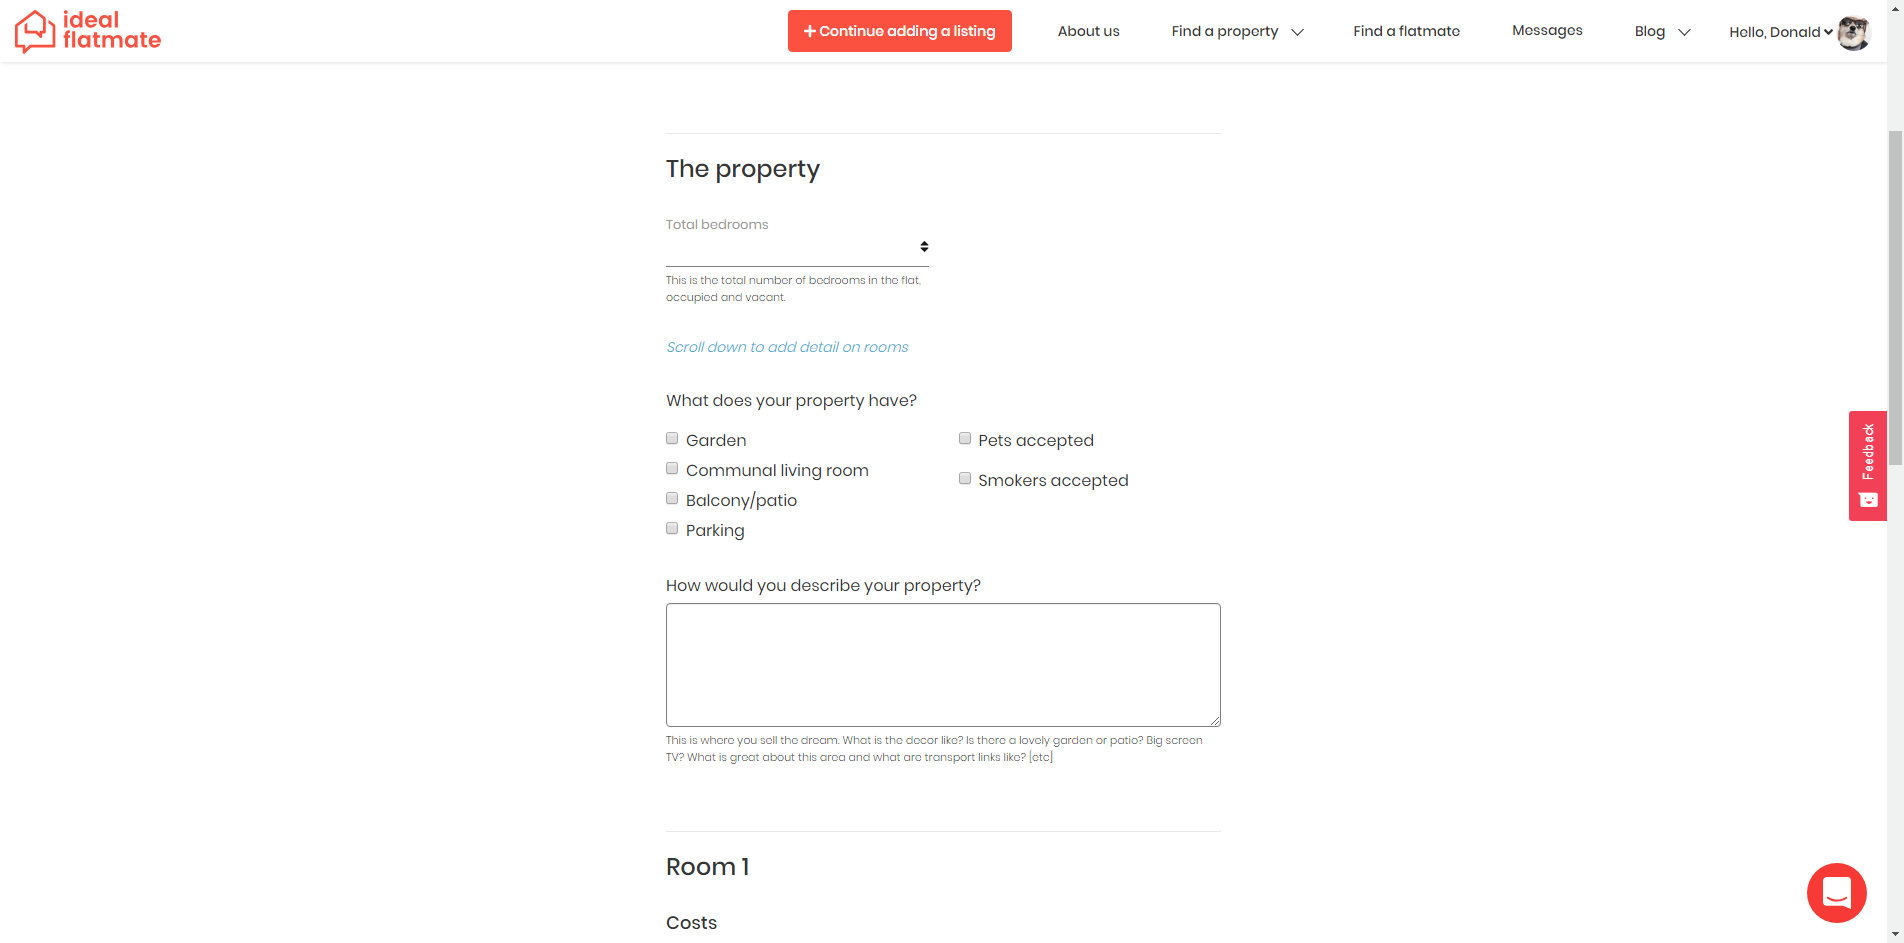 ideal
flatmate
Continue adding a listing
About us
Find a property
Find a flatmate
Messages
Blog
Hello, Donald
The property
Total bedrooms
This is the total number of bedrooms in the flat,
occupied and vacant.
Scroll down to add detail on rooms
What does your property have?
Garden
Communal living room
Balcony/patio
Parking
Pets accepted
Smokers accepted
How would you describe your property?
This is where you sell the dream. What is the decor like? Is there a lovely garden or patio? Big screen
TV? What is great about this area and what are transport links like? [etc]
Room 1
Costs
Feedback